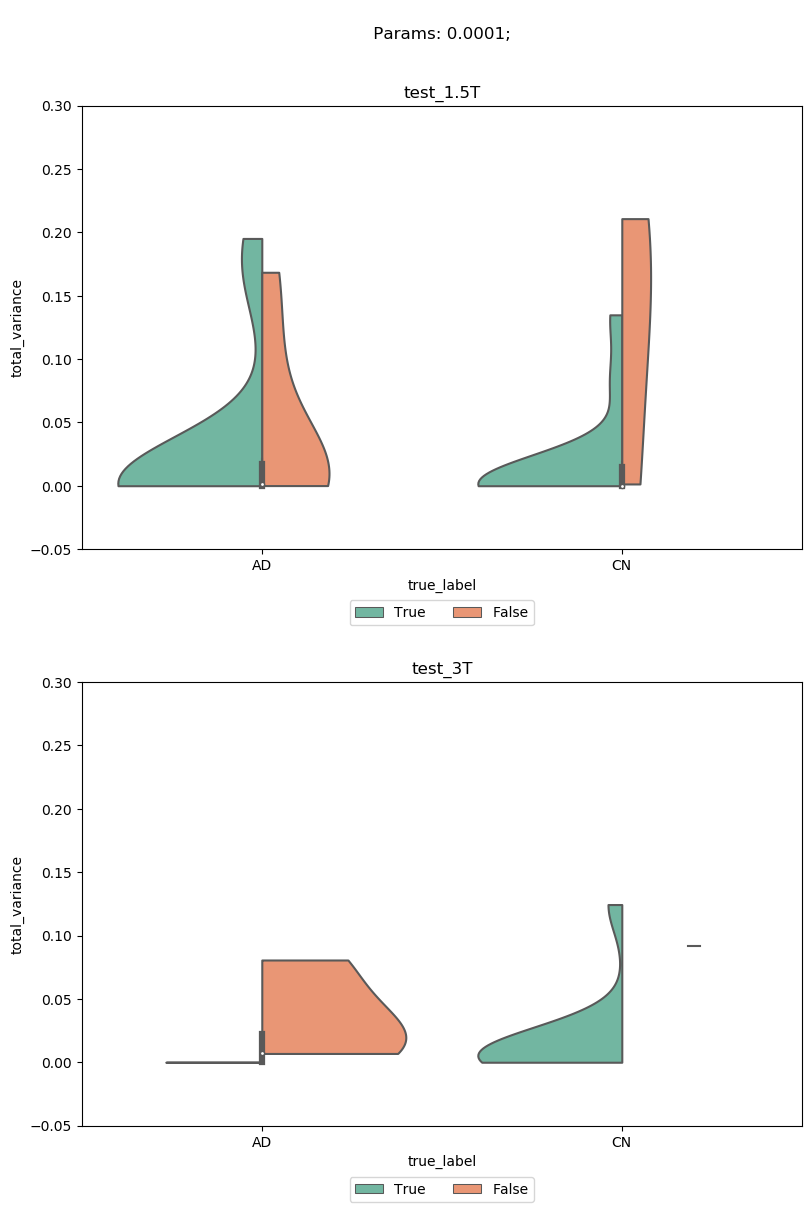 Params: 0.0001;
test_1.5T
0.30
0.25
0.20
0.15
0.10
0.05
0.00
−0.05
total_variance
AD CN
true_label
True False
test_3T
0.30
0.25
0.20
0.15
0.10
0.05
0.00
−0.05
total_variance
AD CN
true_label
True False